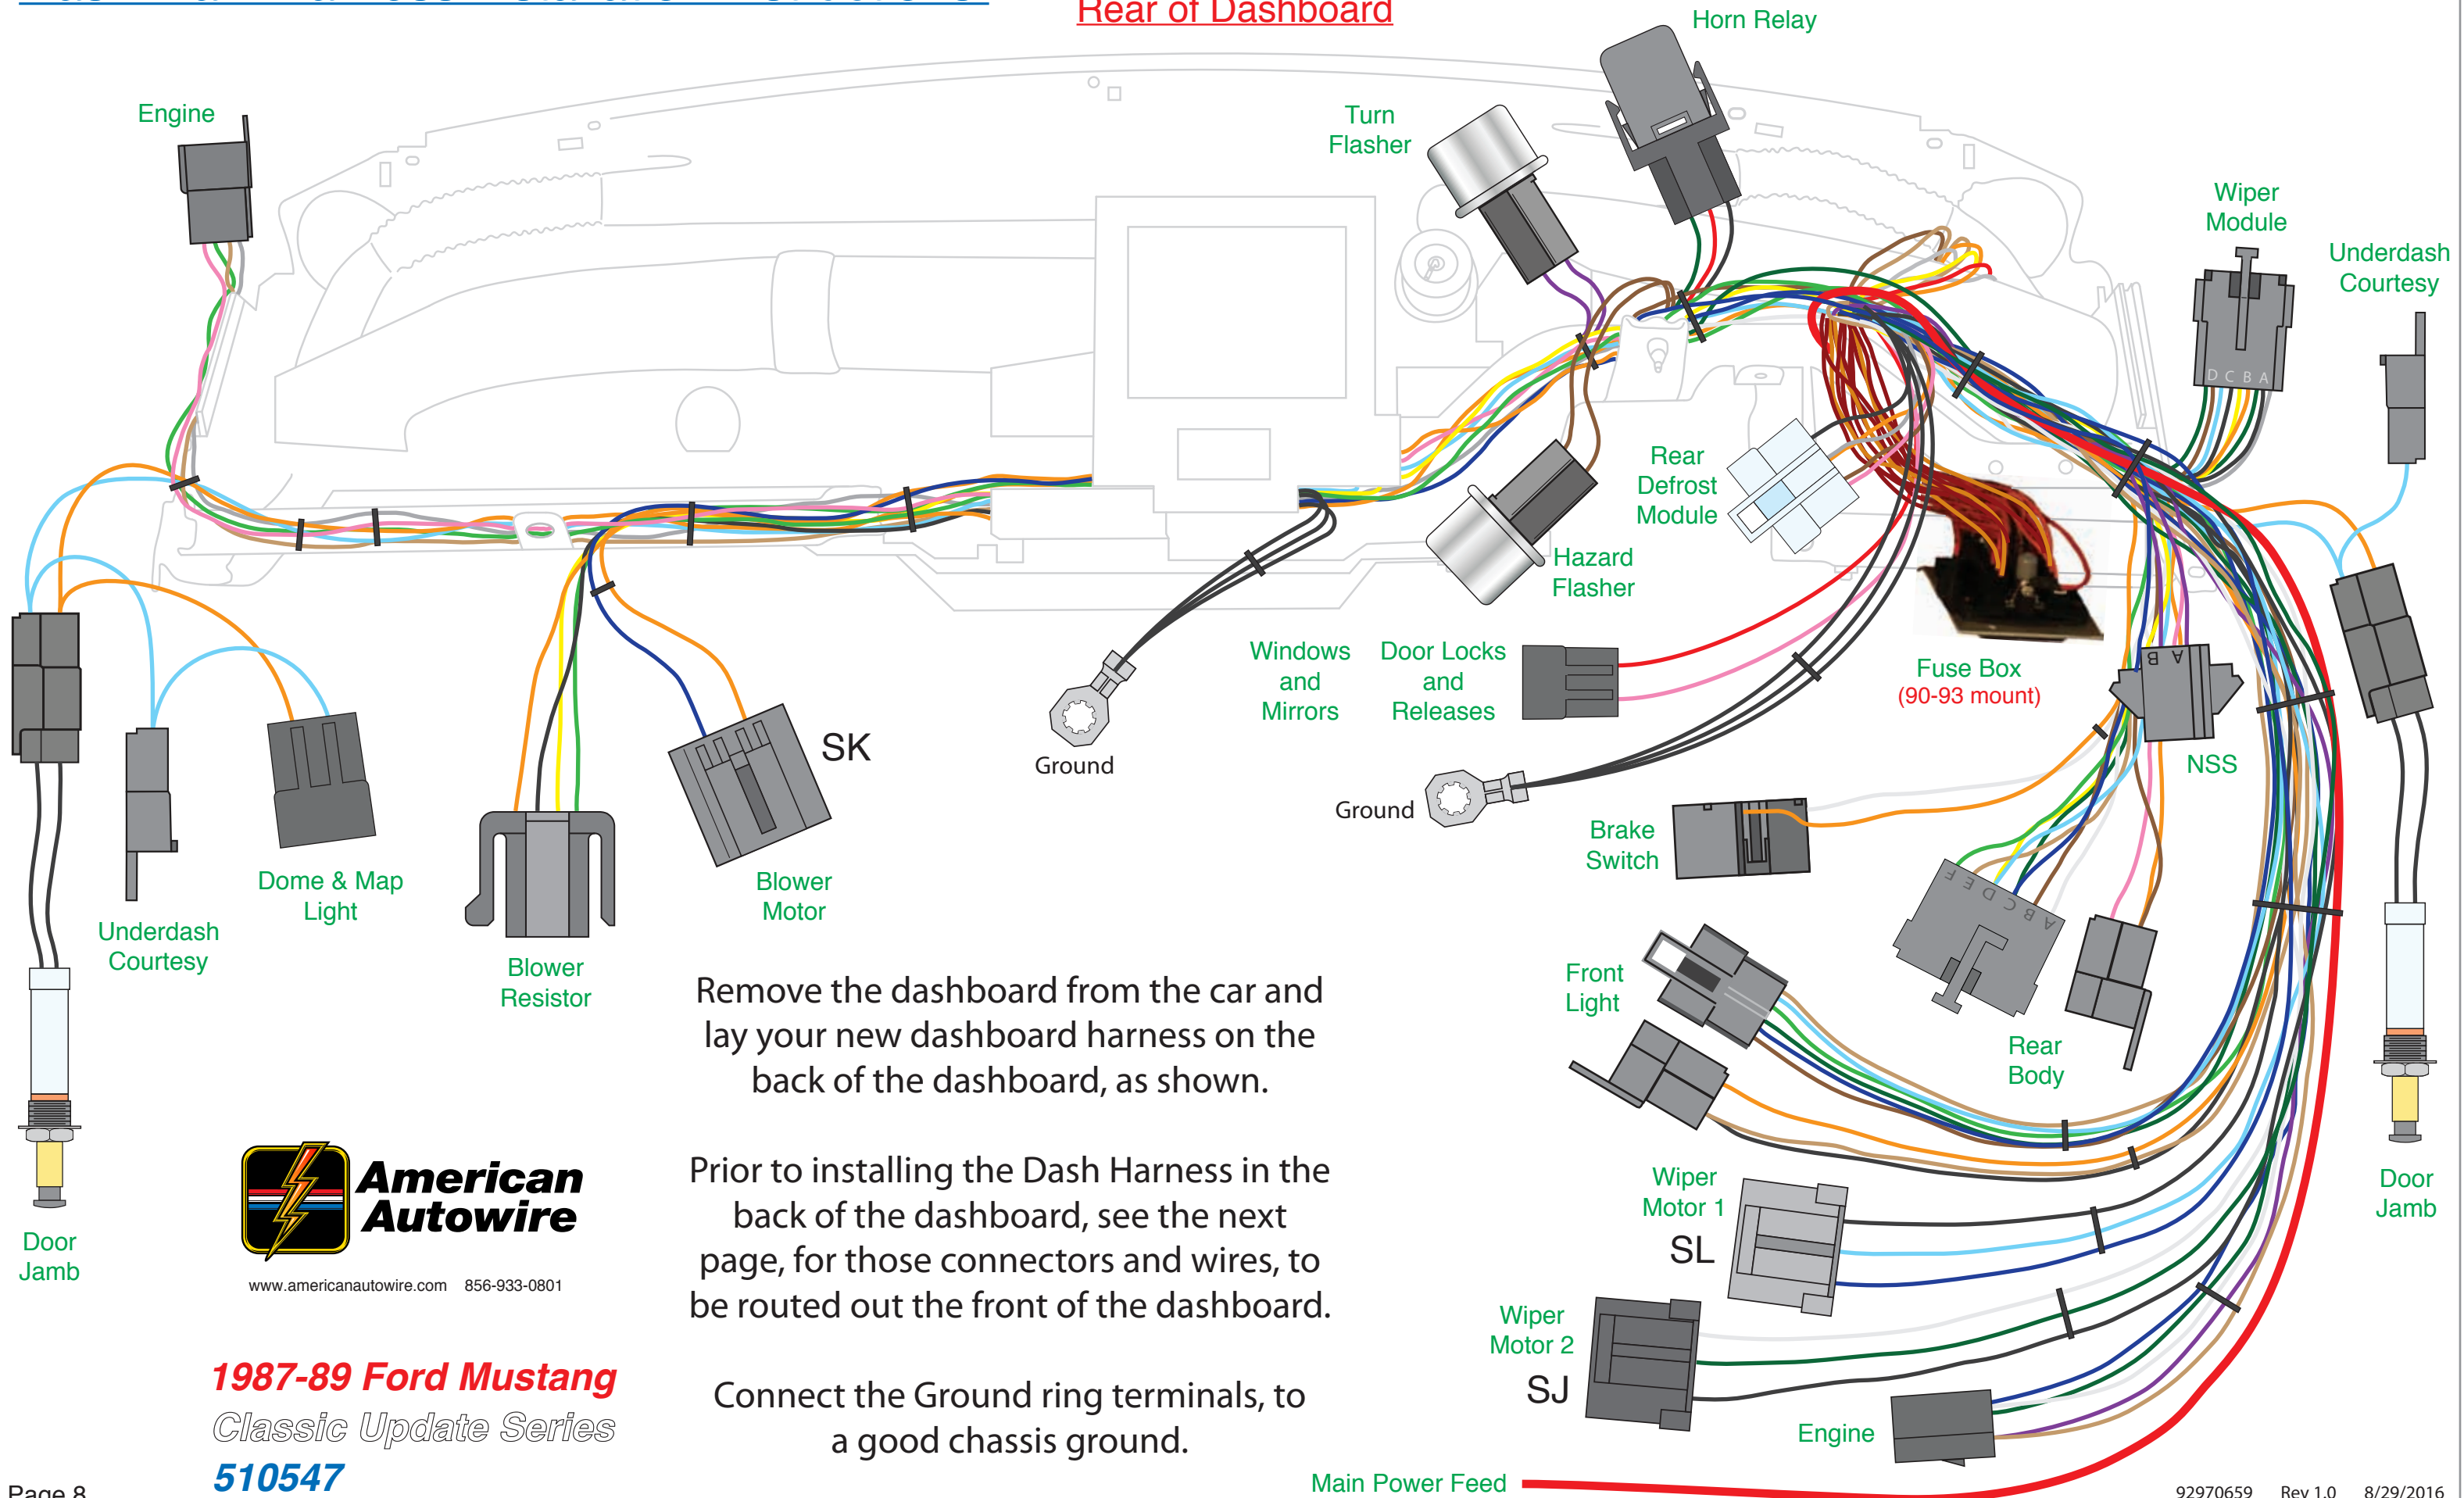 Rear of Dashboard
Horn Relay
Engine
Turn
Flasher
Wiper
Module
Underdash
Courtesy
D C B A
Rear
Defrost
Module
Hazard
Flasher
Windows
and
Mirrors
Door Locks
and
Releases
Fuse Box
(90-93 mount)
B A
NSS
SK
Ground
Ground
Brake
Switch
F E D C B A
Dome & Map
Light
Blower
Motor
Underdash
Courtesy
Blower
Resistor
Front
Light
Rear
Body
Remove the dashboard from the car and
lay your new dashboard harness on the
back of the dashboard, as shown.
Prior to installing the Dash Harness in the
back of the dashboard, see the next
page, for those connectors and wires, to
be routed out the front of the dashboard.
Connect the Ground ring terminals, to
a good chassis ground.
Door
Jamb
American
Autowire
www.americanautowire.com 856-933-0801
Wiper
Motor 1
SL
Door
Jamb
Wiper
Motor 2
SJ
Engine
1987-89 Ford Mustang
Classic Update Series
510547
Main Power Feed
Page 8
92970659 Rev 1.0 8/29/2016